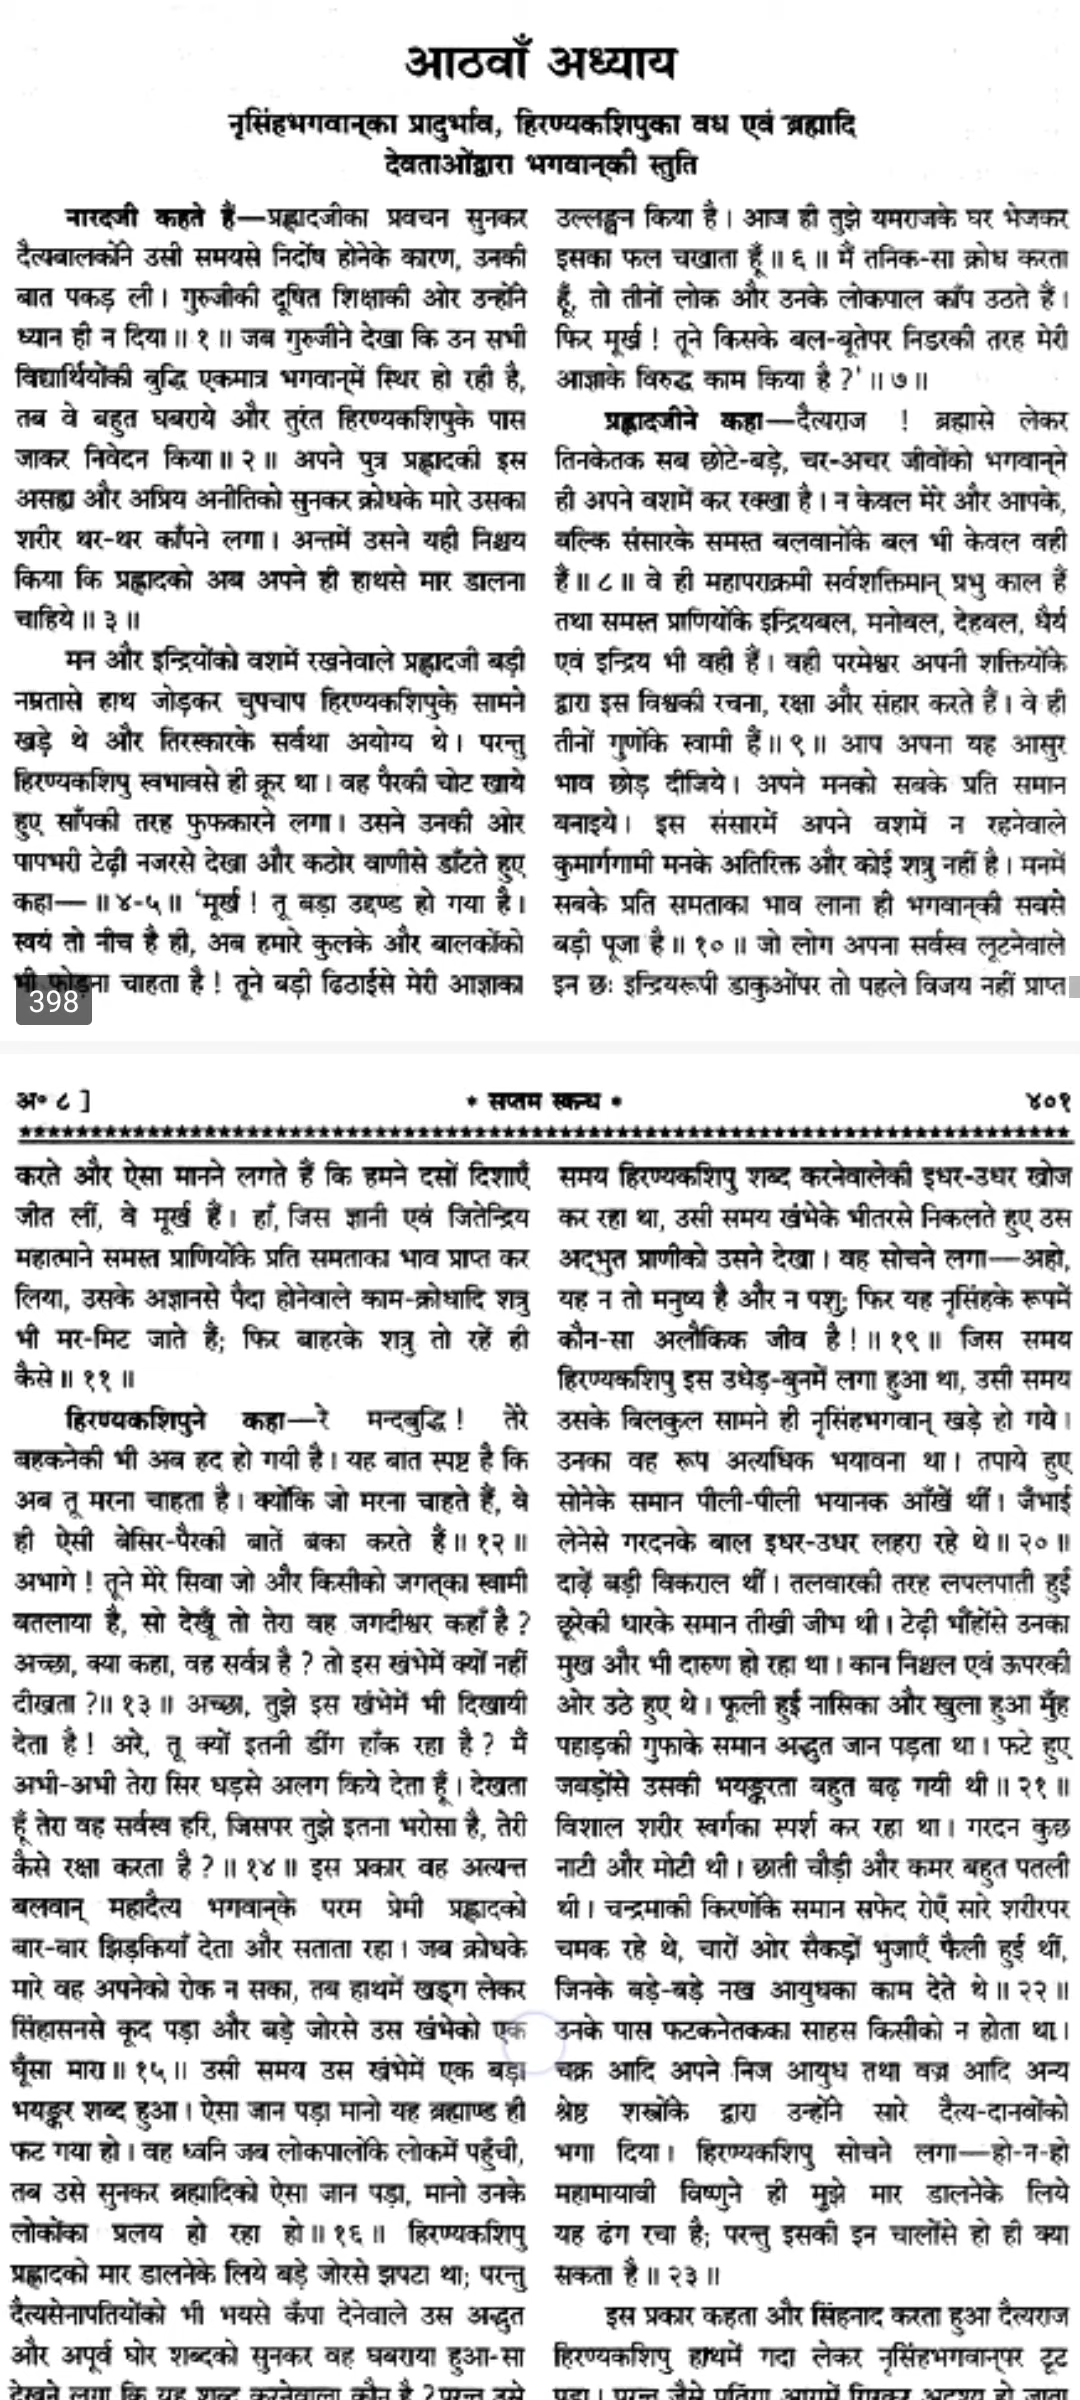 आठवाँ अध्याय
नृसिंहभगवान्‌का प्रादुर्भाव, हिरण्यकशिपुका वध एवं ब्रह्मादि
देवताओंद्वारा भगवान्‌की स्तुति
नारदजी कहते हैं—प्रह्लादजीका प्रवचन सुनकर
दैत्यबालकोंने उसी समयसे निर्दोष होनेके कारण, उनकी
बात पकड़ ली। गुरुजीकी दूषित शिक्षाकी ओर उन्होंने
ध्यान ही न दिया॥ १॥ जब गुरुजीने देखा कि उन सभी
विद्यार्थियोंकी बुद्धि एकमात्र भगवान्‌में स्थिर हो रही है,
तब वे बहुत घबराये और तुरंत हिरण्यकशिपुके पास
जाकर निवेदन किया॥ २॥ अपने पुत्र प्रह्लादकी इस
असह्य और अप्रिय अनीतिको सुनकर क्रोधके मारे उसका
शरीर थर-थर काँपने लगा। अन्तमें उसने यही निश्चय
किया कि प्रह्लादको अब अपने ही हाथसे मार डालना
चाहिये॥ ३॥
मन और इन्द्रियोंको वशमें रखनेवाले प्रह्लादजी बड़ी
नम्रतासे हाथ जोड़कर चुपचाप हिरण्यकशिपुके सामने
खड़े थे और तिरस्कारके सर्वथा अयोग्य थे। परन्तु
हिरण्यकशिपु स्वभावसे ही क्रूर था। वह पैरकी चोट खाये
हुए साँपकी तरह फुफकारने लगा। उसने उनकी ओर
पापभरी टेढ़ी नजरसे देखा और कठोर वाणीसे डाँटते हुए
कहा— ॥ ४-५॥ ‘मूर्ख! तू बड़ा उद्दण्ड हो गया है।
स्वयं तो नीच है ही, अब हमारे कुलके और बालकोंको
भी फोड़ना चाहता है! तूने बड़ी ढिठाईसे मेरी आज्ञाका
398
उल्लङ्घन किया है। आज ही तुझे यमराजके घर भेजकर
इसका फल चखाता हूँ॥ ६॥ मैं तनिक-सा क्रोध करता
हूँ, तो तीनों लोक और उनके लोकपाल काँप उठते हैं।
फिर मूर्ख! तूने किसके बल-बूतेपर निडरकी तरह मेरी
आज्ञाके विरुद्ध काम किया है?’॥ ७॥
प्रह्लादजीने कहा—दैत्यराज ! ब्रह्मासे लेकर
तिनकेतक सब छोटे-बड़े, चर-अचर जीवोंको भगवान्‌ने
ही अपने वशमें कर रक्खा है। न केवल मेरे और आपके,
बल्कि संसारके समस्त बलवानोंके बल भी केवल वही
हैं॥ ८॥ वे ही महापराक्रमी सर्वशक्तिमान् प्रभु काल हैं
तथा समस्त प्राणियोंके इन्द्रियबल, मनोबल, देहबल, धैर्य
एवं इन्द्रिय भी वही हैं। वही परमेश्वर अपनी शक्तियोंके
द्वारा इस विश्वकी रचना, रक्षा और संहार करते हैं। वे ही
तीनों गुणोंके स्वामी हैं॥ ९॥ आप अपना यह आसुर
भाव छोड़ दीजिये। अपने मनको सबके प्रति समान
बनाइये। इस संसारमें अपने वशमें न रहनेवाले
कुमार्गगामी मनके अतिरिक्त और कोई शत्रु नहीं है। मनमें
सबके प्रति समताका भाव लाना ही भगवान्‌की सबसे
बड़ी पूजा है॥ १०॥ जो लोग अपना सर्वस्व लूटनेवाले
इन छः इन्द्रियरूपी डाकुओंपर तो पहले विजय नहीं प्राप्त
अ॰ ८ ]
* सप्तम स्कन्ध *
४०१
करते और ऐसा मानने लगते हैं कि हमने दसों दिशाएँ
जीत लीं, वे मूर्ख हैं। हाँ, जिस ज्ञानी एवं जितेन्द्रिय
महात्माने समस्त प्राणियोंके प्रति समताका भाव प्राप्त कर
लिया, उसके अज्ञानसे पैदा होनेवाले काम-क्रोधादि शत्रु
भी मर-मिट जाते हैं; फिर बाहरके शत्रु तो रहें ही
कैसे॥ ११॥
हिरण्यकशिपुने कहा—रे मन्दबुद्धि! तेरे
बहकनेकी भी अब हद हो गयी है। यह बात स्पष्ट है कि
अब तू मरना चाहता है। क्योंकि जो मरना चाहते हैं, वे
ही ऐसी बेसिर-पैरकी बातें बका करते हैं॥ १२॥
अभागे! तूने मेरे सिवा जो और किसीको जगत्‌का स्वामी
बतलाया है, सो देखूँ तो तेरा वह जगदीश्वर कहाँ है?
अच्छा, क्या कहा, वह सर्वत्र है? तो इस खंभेमें क्यों नहीं
दीखता?॥ १३॥ अच्छा, तुझे इस खंभेमें भी दिखायी
देता है! अरे, तू क्यों इतनी डींग हाँक रहा है? मैं
अभी-अभी तेरा सिर धड़से अलग किये देता हूँ। देखता
हूँ तेरा वह सर्वस्व हरि, जिसपर तुझे इतना भरोसा है, तेरी
कैसे रक्षा करता है?॥ १४॥ इस प्रकार वह अत्यन्त
बलवान् महादैत्य भगवान्‌के परम प्रेमी प्रह्लादको
बार-बार झिड़कियाँ देता और सताता रहा। जब क्रोधके
मारे वह अपनेको रोक न सका, तब हाथमें खड्ग लेकर
सिंहासनसे कूद पड़ा और बड़े जोरसे उस खंभेको एक
घूँसा मारा॥ १५॥ उसी समय उस खंभेमें एक बड़ा
भयङ्कर शब्द हुआ। ऐसा जान पड़ा मानो यह ब्रह्माण्ड ही
फट गया हो। वह ध्वनि जब लोकपालोंके लोकमें पहुँची,
तब उसे सुनकर ब्रह्मादिको ऐसा जान पड़ा, मानो उनके
लोकोंका प्रलय हो रहा हो॥ १६॥ हिरण्यकशिपु
प्रह्लादको मार डालनेके लिये बड़े जोरसे झपटा था; परन्तु
दैत्यसेनापतियोंको भी भयसे कँपा देनेवाले उस अद्भुत
और अपूर्व घोर शब्दको सुनकर वह घबराया हुआ-सा
देखने लगा कि यह शब्द करनेवाला कौन है? परन्तु उसे
समय हिरण्यकशिपु शब्द करनेवालेकी इधर-उधर खोज
कर रहा था, उसी समय खंभेके भीतरसे निकलते हुए उस
अद्भुत प्राणीको उसने देखा। वह सोचने लगा—अहो,
यह न तो मनुष्य है और न पशु; फिर यह नृसिंहके रूपमें
कौन-सा अलौकिक जीव है!॥ १९॥ जिस समय
हिरण्यकशिपु इस उधेड़-बुनमें लगा हुआ था, उसी समय
उसके बिलकुल सामने ही नृसिंहभगवान् खड़े हो गये।
उनका वह रूप अत्यधिक भयावना था। तपाये हुए
सोनेके समान पीली-पीली भयानक आँखें थीं। जँभाई
लेनेसे गरदनके बाल इधर-उधर लहरा रहे थे॥ २०॥
दाढ़ें बड़ी विकराल थीं। तलवारकी तरह लपलपाती हुई
छूरेकी धारके समान तीखी जीभ थी। टेढ़ी भौंहोंसे उनका
मुख और भी दारुण हो रहा था। कान निश्चल एवं ऊपरकी
ओर उठे हुए थे। फूली हुई नासिका और खुला हुआ मुँह
पहाड़की गुफाके समान अद्भुत जान पड़ता था। फटे हुए
जबड़ोंसे उसकी भयङ्करता बहुत बढ़ गयी थी॥ २१॥
विशाल शरीर स्वर्गका स्पर्श कर रहा था। गरदन कुछ
नाटी और मोटी थी। छाती चौड़ी और कमर बहुत पतली
थी। चन्द्रमाकी किरणोंके समान सफेद रोएँ सारे शरीरपर
चमक रहे थे, चारों ओर सैकड़ों भुजाएँ फैली हुई थीं,
जिनके बड़े-बड़े नख आयुधका काम देते थे॥ २२॥
उनके पास फटकनेतकका साहस किसीको न होता था।
चक्र आदि अपने निज आयुध तथा वज्र आदि अन्य
श्रेष्ठ शस्त्रोंके द्वारा उन्होंने सारे दैत्य-दानवोंको
भगा दिया। हिरण्यकशिपु सोचने लगा—हो-न-हो
महामायावी विष्णुने ही मुझे मार डालनेके लिये
यह ढंग रचा है; परन्तु इसकी इन चालोंसे हो ही क्या
सकता है॥ २३॥
इस प्रकार कहता और सिंहनाद करता हुआ दैत्यराज
हिरण्यकशिपु हाथमें गदा लेकर नृसिंहभगवान्‌पर टूट
पड़ा। परन्तु जैसे पतिंगा आगमें गिरकर अदृश्य हो जाता